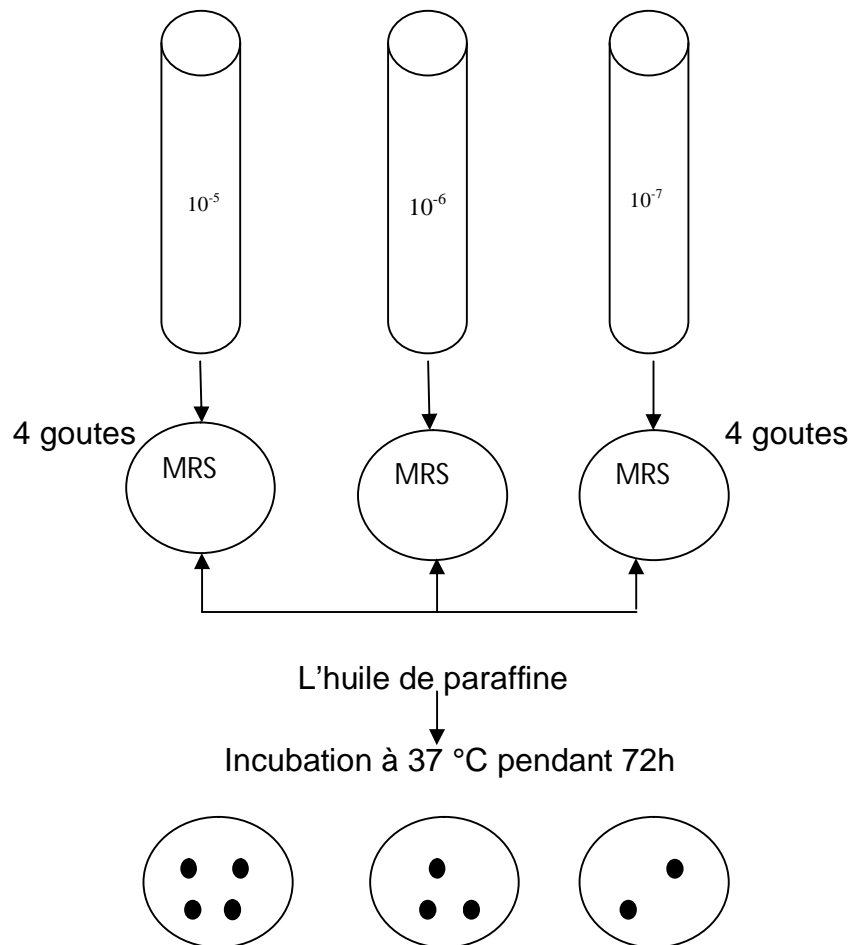 10⁻⁵ 10⁻⁶ 10⁻⁷
4 goutes 4 goutes
MRS MRS MRS
L'huile de paraffine
Incubation à 37 °C pendant 72h